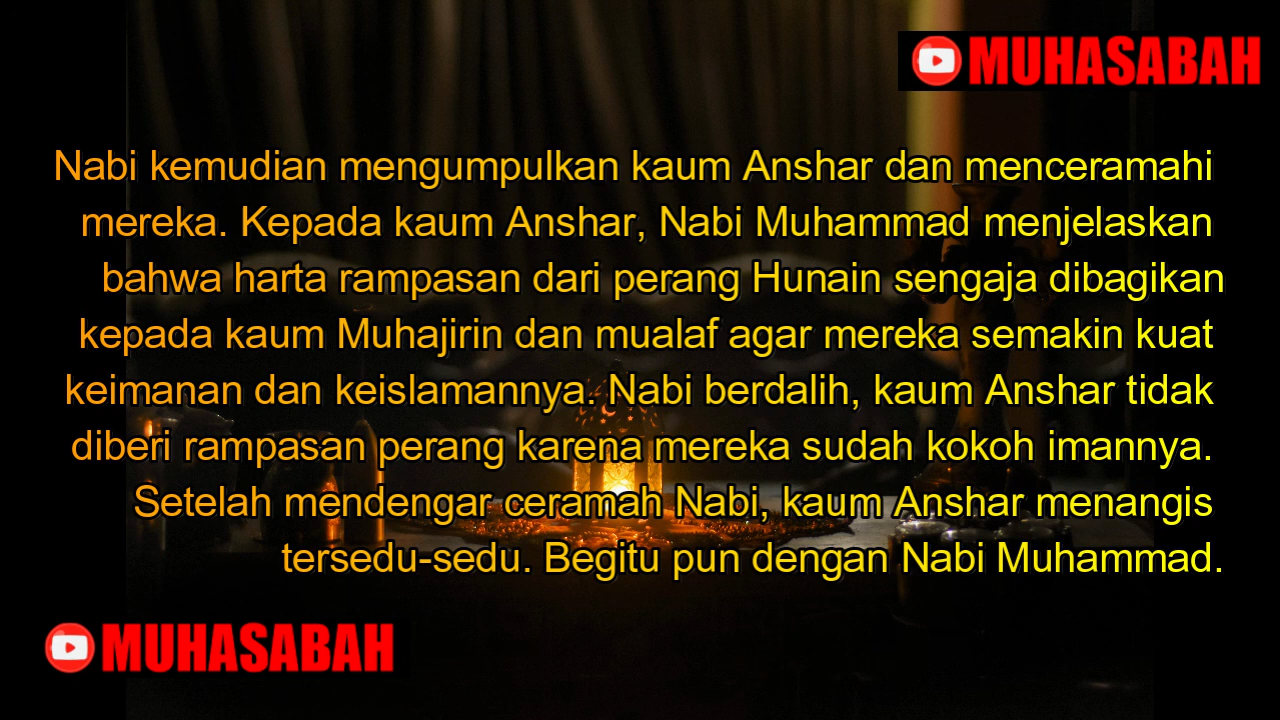 MUHASABAH
Nabi kemudian mengumpulkan kaum Anshar dan menceramahi
mereka. Kepada kaum Anshar, Nabi Muhammad menjelaskan
bahwa harta rampasan dari perang Hunain sengaja dibagikan
kepada kaum Muhajirin dan mualaf agar mereka semakin kuat
keimanan dan keislamannya. Nabi berdalih, kaum Anshar tidak
diberi rampasan perang karena mereka sudah kokoh imannya.
Setelah mendengar ceramah Nabi, kaum Anshar menangis
tersedu-sedu. Begitu pun dengan Nabi Muhammad.
MUHASABAH